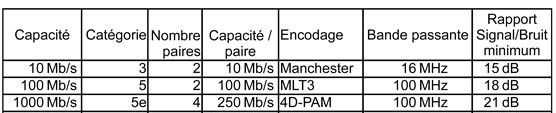 Capacité Catégorie Nombre paires Capacité / paire Encodage Bande passante Rapport Signal/Bruit minimum
10 Mb/s 3 2 10 Mb/s Manchester 16 MHz 15 dB
100 Mb/s 5 2 100 Mb/s MLT3 100 MHz 18 dB
1000 Mb/s 5e 4 250 Mb/s 4D-PAM 100 MHz 21 dB